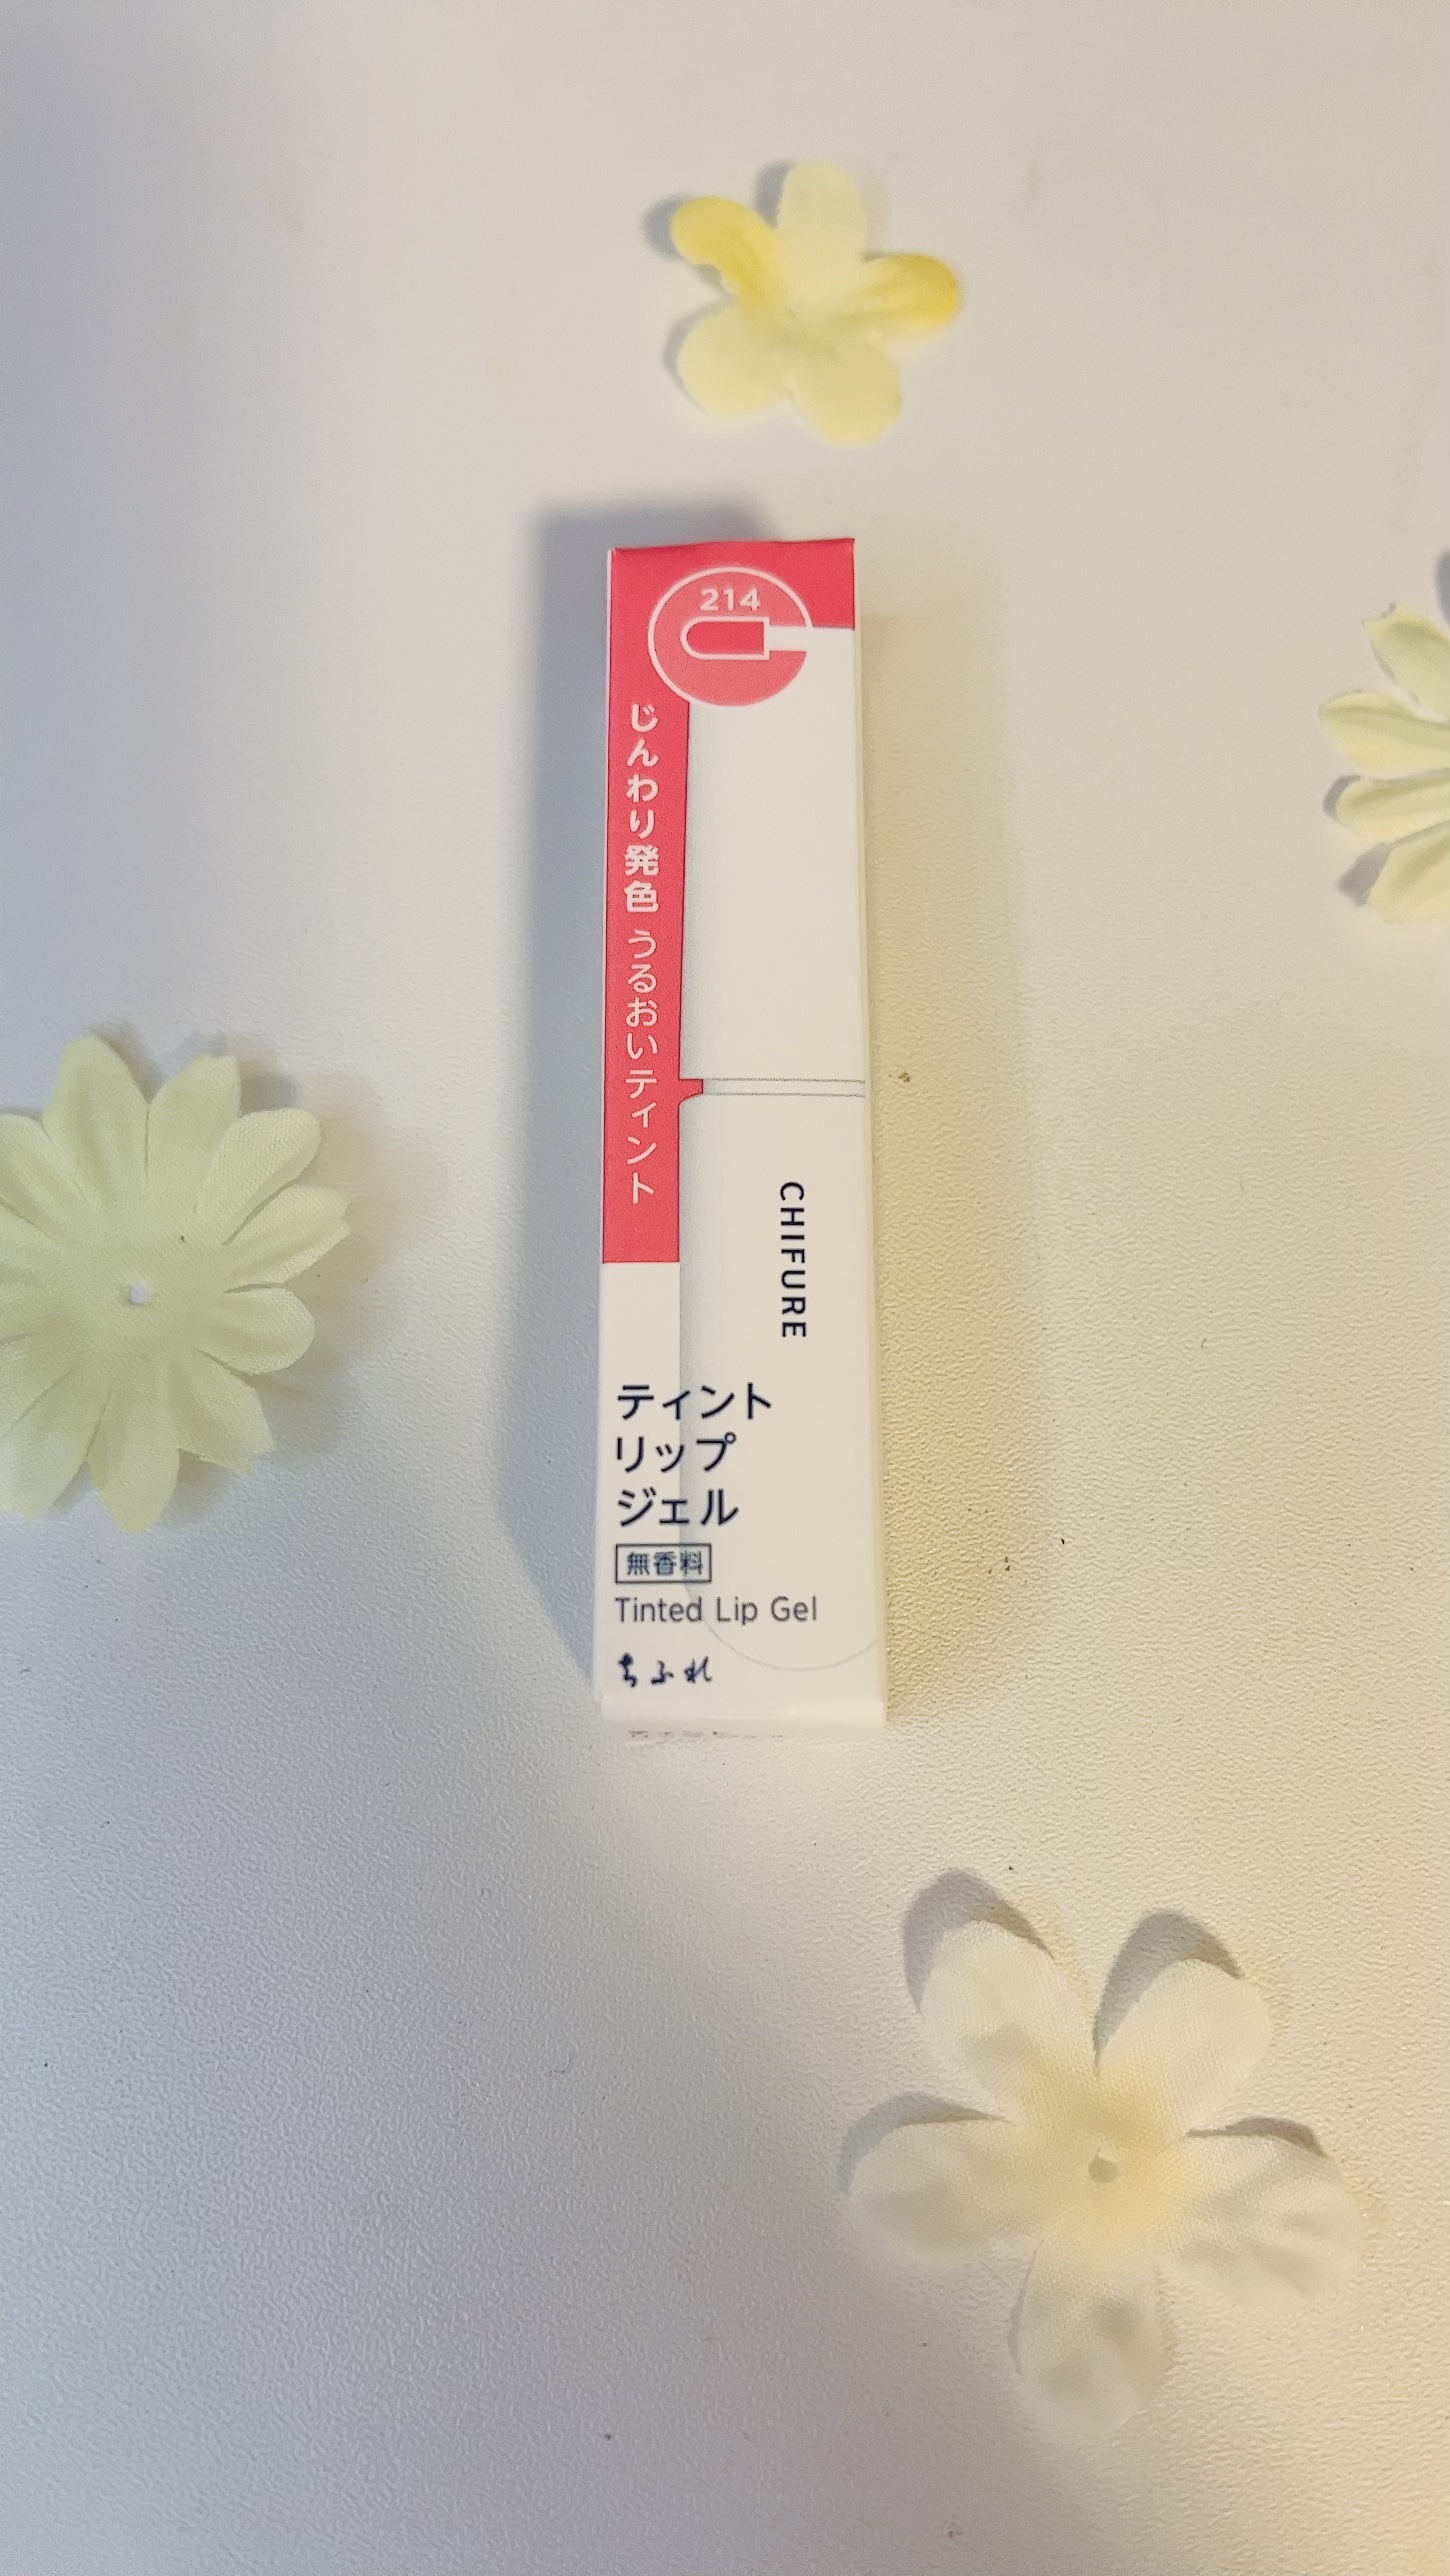 214
じんわり発色 うるおいティント
CHIFURE
ティント
リップ
ジェル
無香料
Tinted Lip Gel
ちふれ